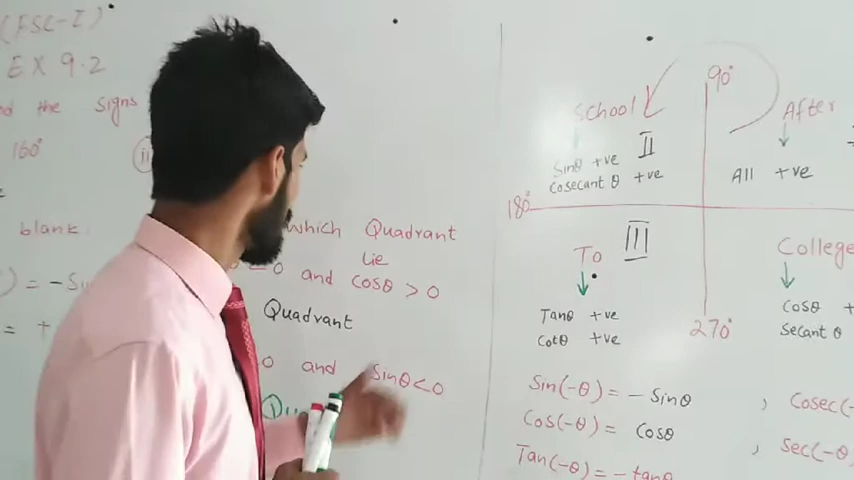 (FSC-I)
EX 9.2
the signs
160°
blank.
which Quadrant
lie
<0 and cosθ > 0
Quadrant
0 and Sinθ<0
90°
School
After
II
Sinθ +ve
Cosecant θ +ve
All +ve
180°
III
To
College
Tanθ +ve
Cotθ +ve
270°
Cosθ
Secant θ
Sin(-θ) = - Sinθ , Cosec(-
Cos(-θ) = Cosθ , Sec(-θ
Tan(-θ) = - tanθ